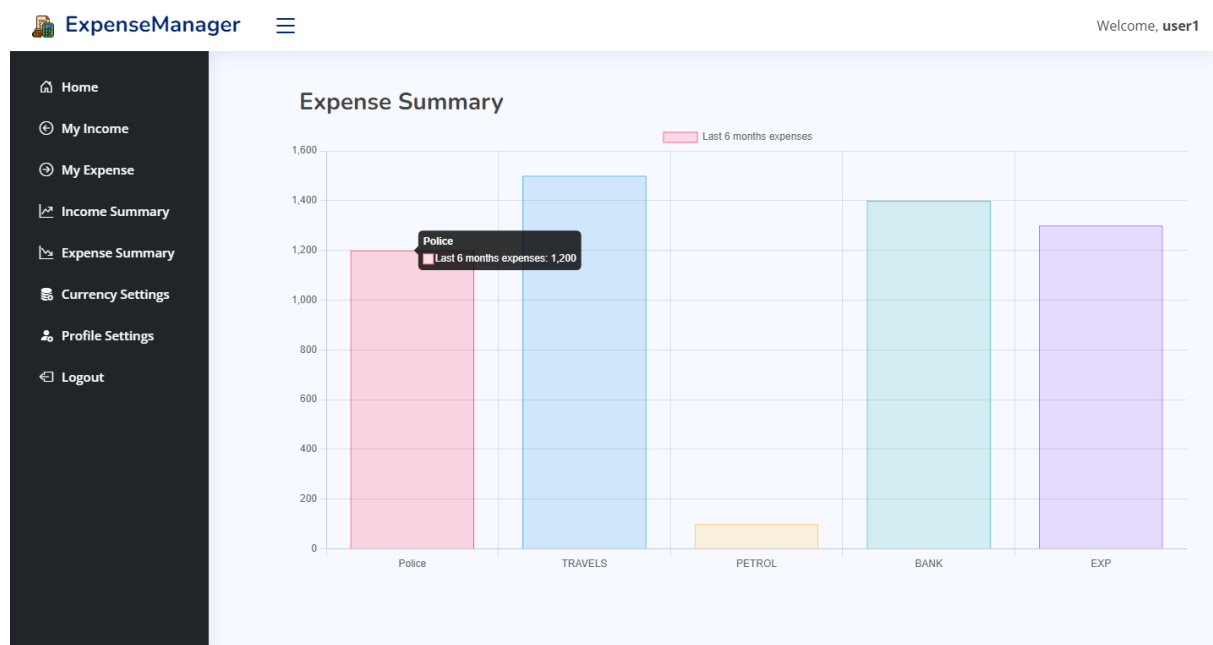 ExpenseManager
Welcome, user1
Home
My Income
My Expense
Income Summary
Expense Summary
Currency Settings
Profile Settings
Logout
Expense Summary
Last 6 months expenses
1,600
1,400
1,200
1,000
800
600
400
200
0
Police
Last 6 months expenses: 1,200
Police TRAVELS PETROL BANK EXP